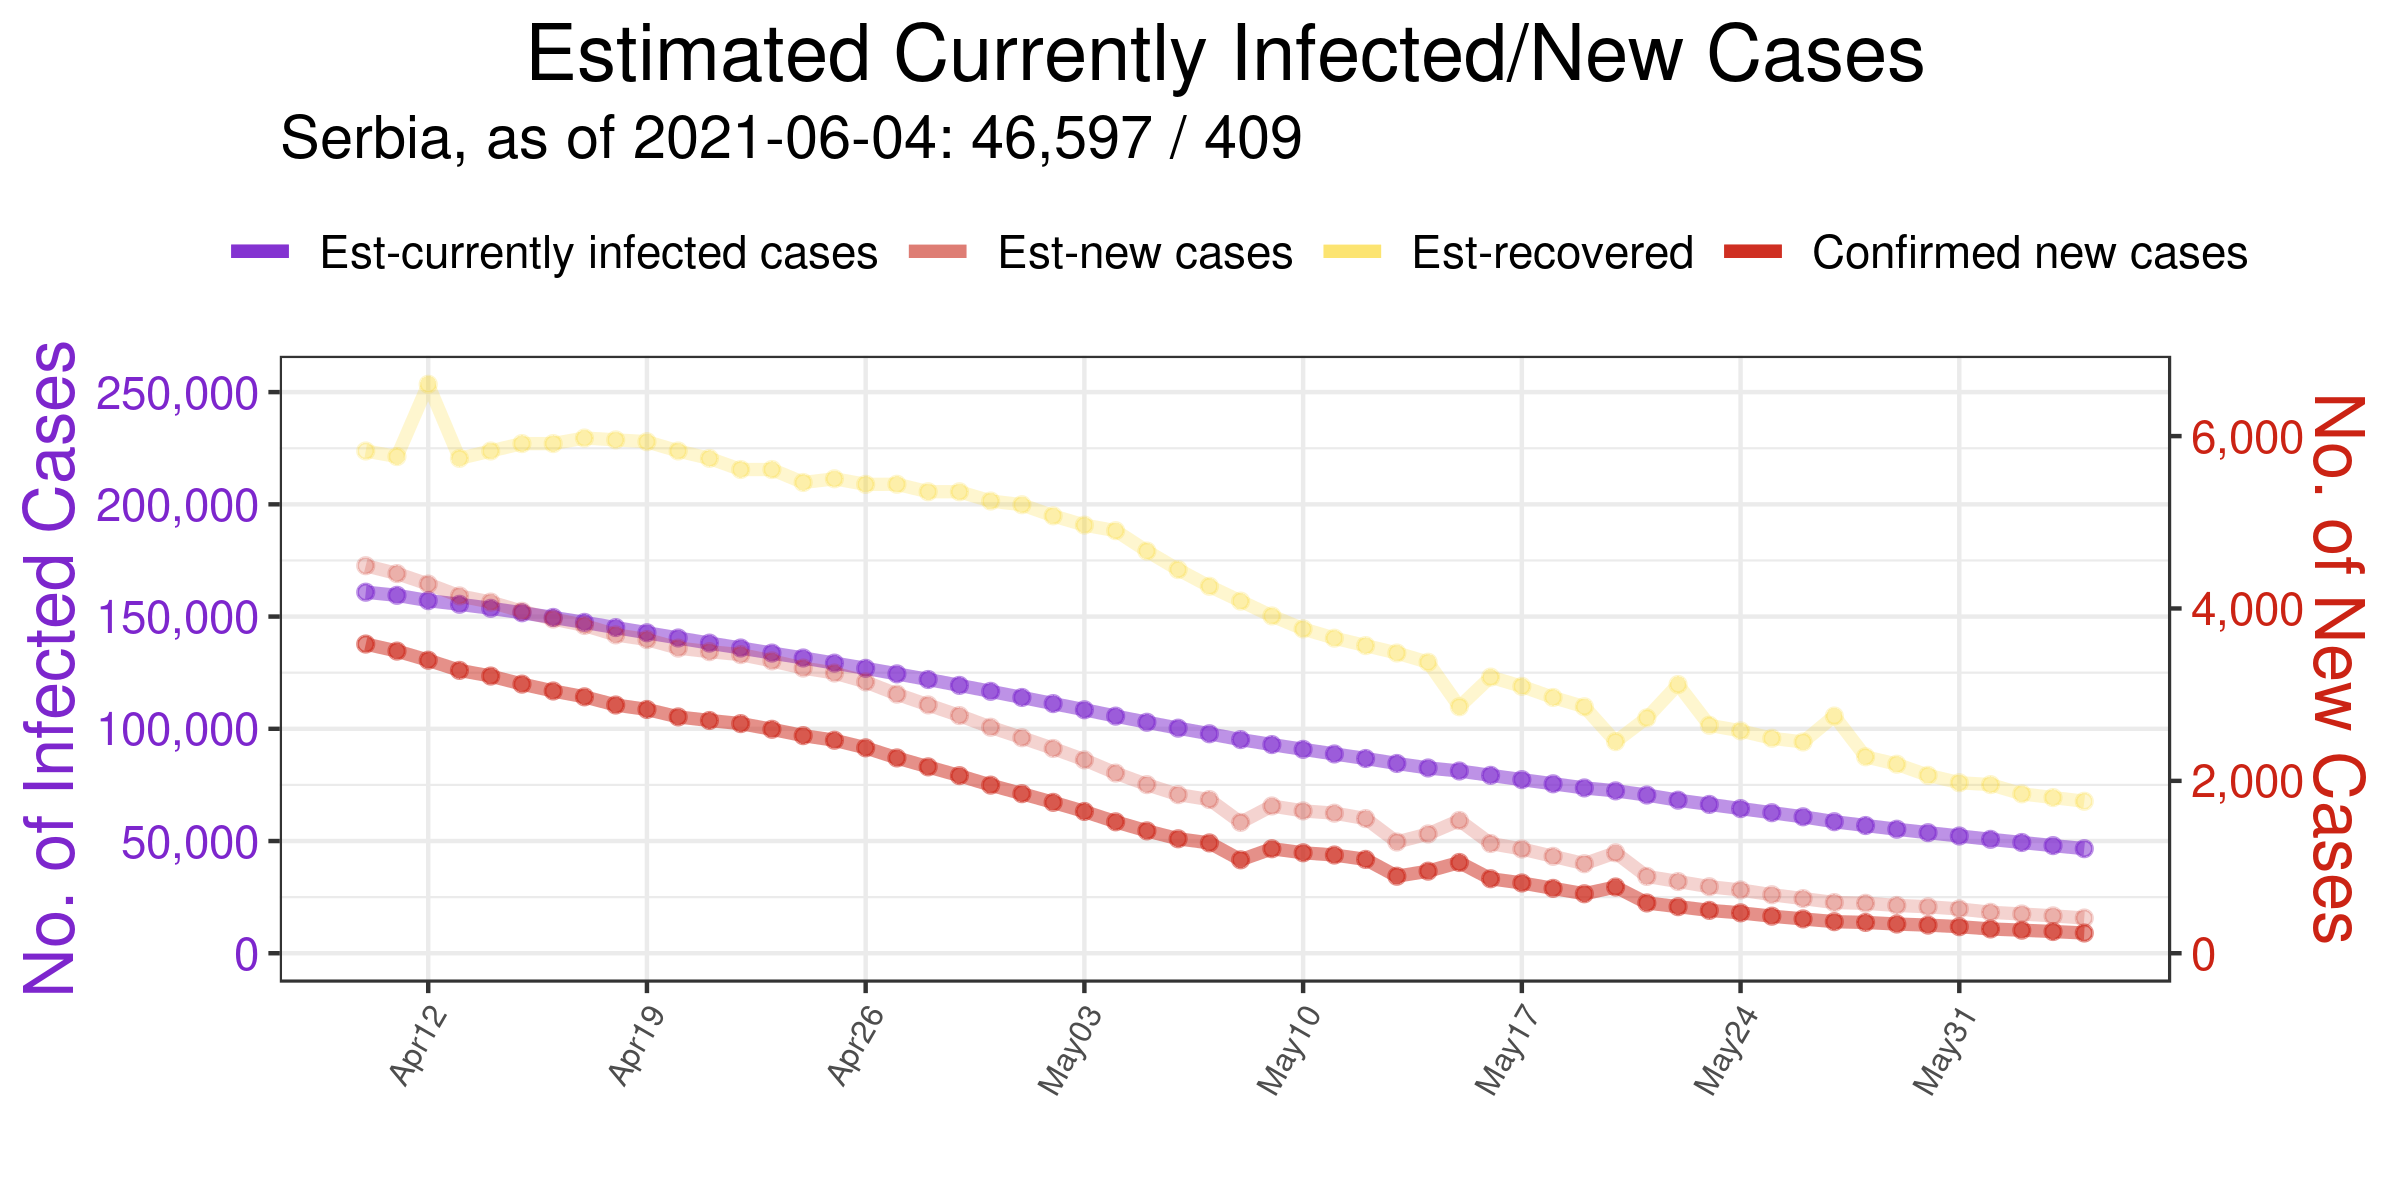 Estimated Currently Infected/New Cases
Serbia, as of 2021-06-04: 46,597 / 409
Est-currently infected cases Est-new cases Est-recovered Confirmed new cases
No. of Infected Cases
250,000
200,000
150,000
100,000
50,000
0
6,000
4,000
2,000
0
No. of New Cases
Apr12 Apr19 Apr26 May03 May10 May17 May24 May31